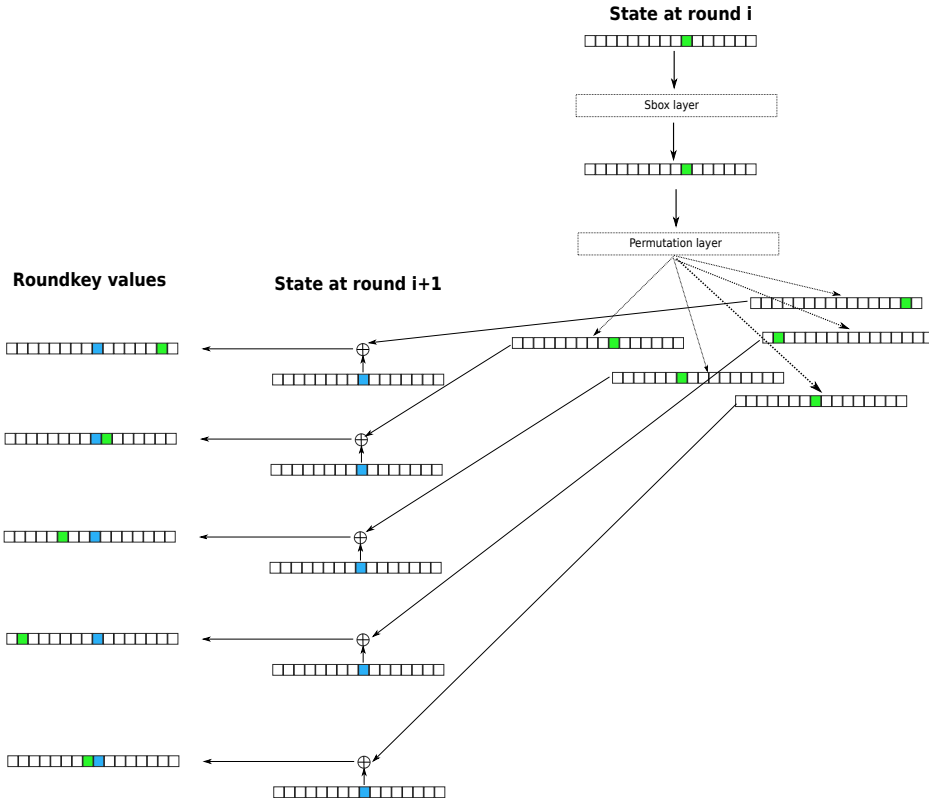 State at round i
Sbox layer
Permutation layer
Roundkey values
State at round i+1